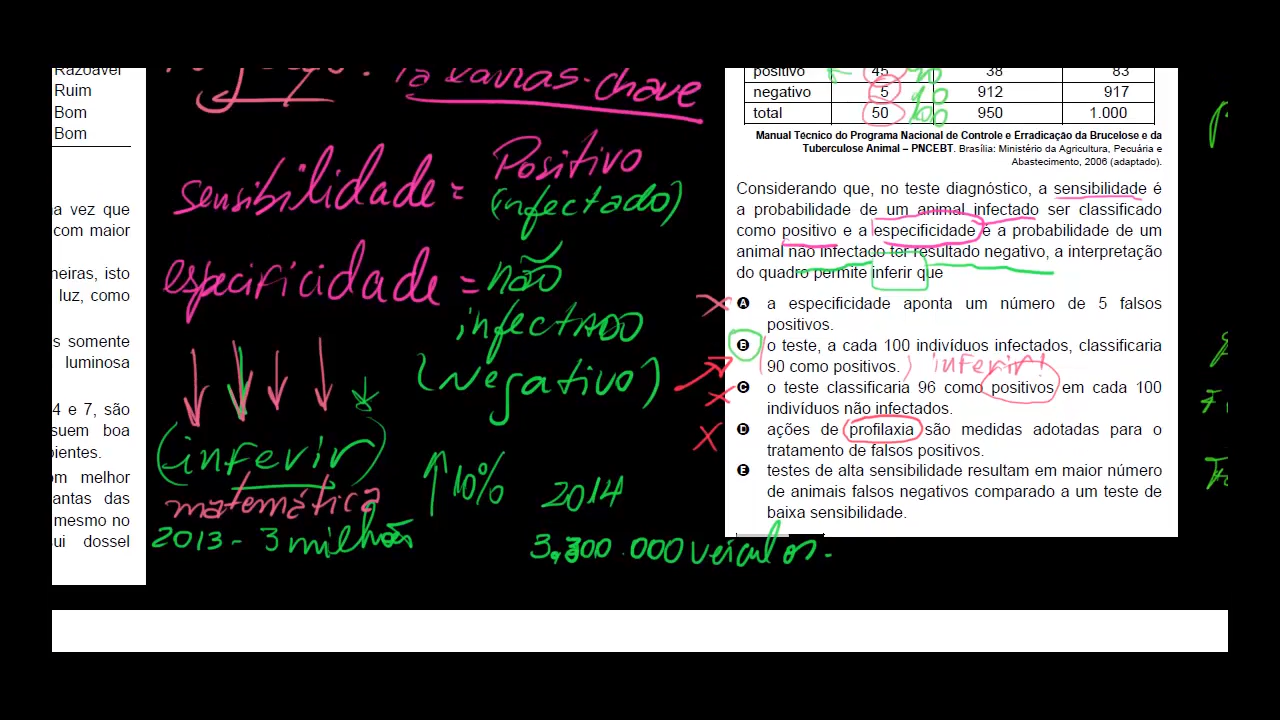 Razoável
Ruim
Bom
Bom
a vez que
com maior
neiras, isto
luz, como
s somente
luminosa
4 e 7, são
suem boa
pientes.
om melhor
antas das
mesmo no
sui dossel
Palavras-chave
sensibilidade = Positivo
(infectado)
especificidade = não
infectado
(Negativo)
(inferir)
matemática
10% 2014
2013 - 3 milhões
3,300.000 veículos.
positivo 45 38 83
negativo 5 912 917
total 50 950 1.000
100
Manual Técnico do Programa Nacional de Controle e Erradicação da Brucelose e da
Tuberculose Animal – PNCEBT. Brasília: Ministério da Agricultura, Pecuária e
Abastecimento, 2006 (adaptado).
Considerando que, no teste diagnóstico, a sensibilidade é
a probabilidade de um animal infectado ser classificado
como positivo e a especificidade é a probabilidade de um
animal não infectado ter resultado negativo, a interpretação
do quadro permite inferir que
A a especificidade aponta um número de 5 falsos
positivos.
B o teste, a cada 100 indivíduos infectados, classificaria
90 como positivos. inferir!
C o teste classificaria 96 como positivos em cada 100
indivíduos não infectados.
D ações de profilaxia são medidas adotadas para o
tratamento de falsos positivos.
E testes de alta sensibilidade resultam em maior número
de animais falsos negativos comparado a um teste de
baixa sensibilidade.